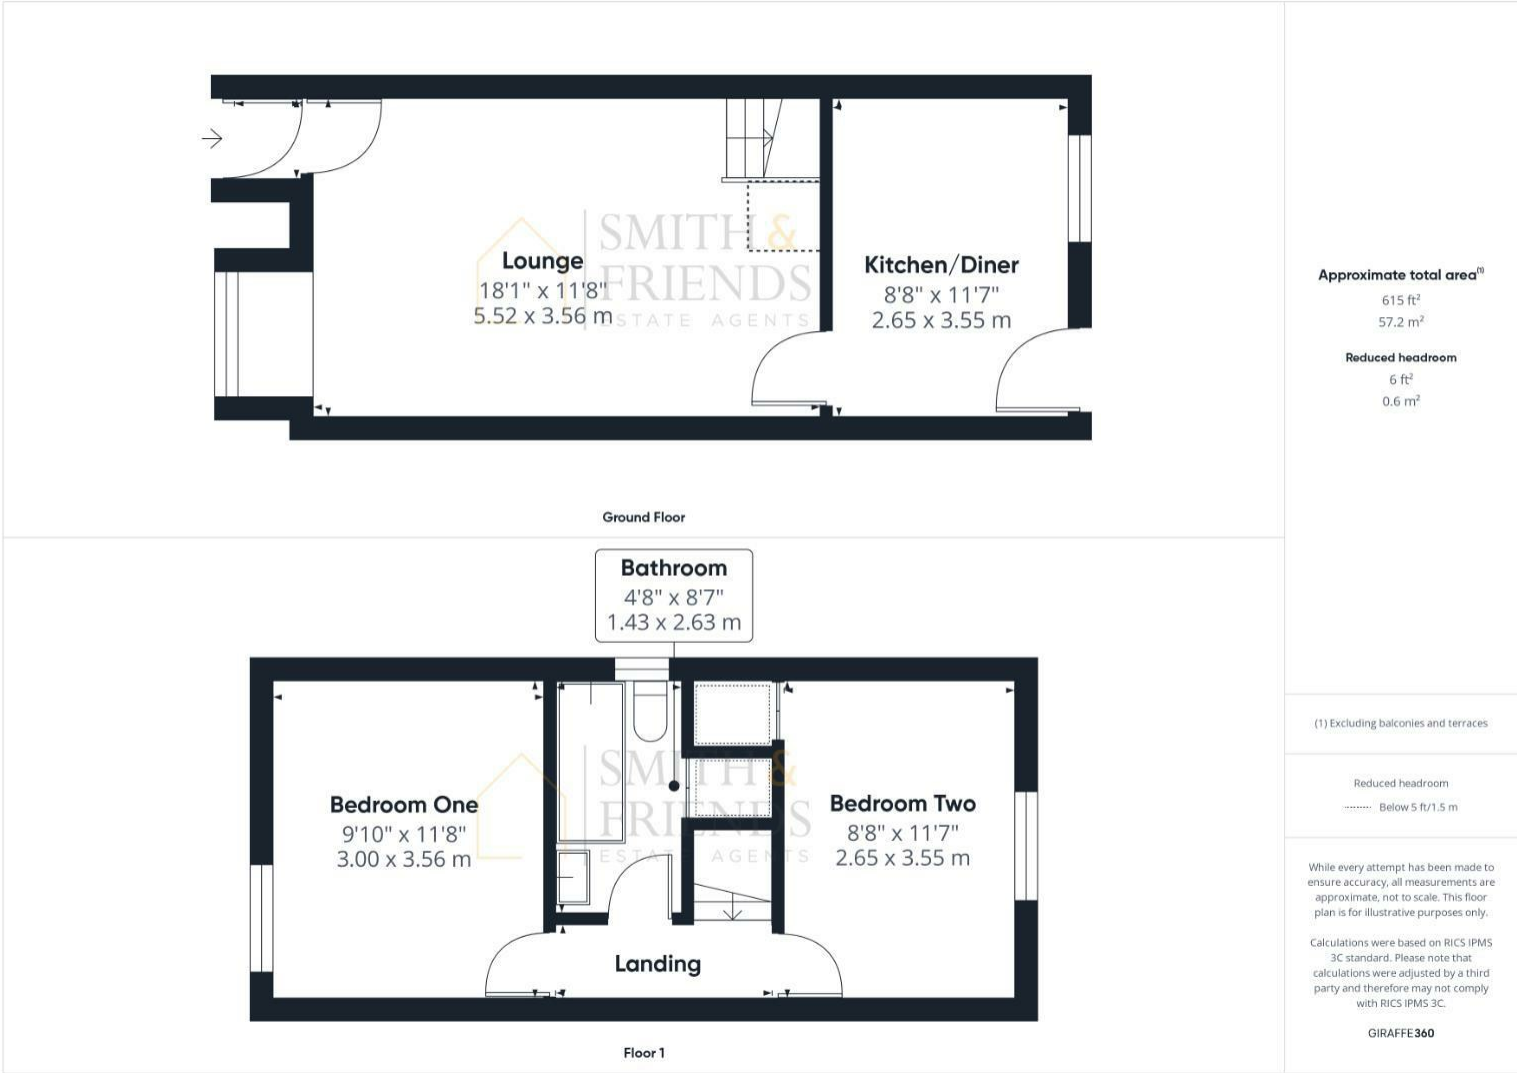 SMITH &
FRIENDS
ESTATE AGENTS
Lounge
18'1" x 11'8"
5.52 x 3.56 m
Kitchen/Diner
8'8" x 11'7"
2.65 x 3.55 m
Ground Floor
Bathroom
4'8" x 8'7"
1.43 x 2.63 m
SMITH &
FRIENDS
ESTATE AGENTS
Bedroom One
9'10" x 11'8"
3.00 x 3.56 m
Bedroom Two
8'8" x 11'7"
2.65 x 3.55 m
Landing
Floor 1
Approximate total area(1)
615 ft²
57.2 m²
Reduced headroom
6 ft²
0.6 m²
(1) Excluding balconies and terraces
Reduced headroom
Below 5 ft/1.5 m
While every attempt has been made to
ensure accuracy, all measurements are
approximate, not to scale. This floor
plan is for illustrative purposes only.
Calculations were based on RICS IPMS
3C standard. Please note that
calculations were adjusted by a third
party and therefore may not comply
with RICS IPMS 3C.
GIRAFFE360